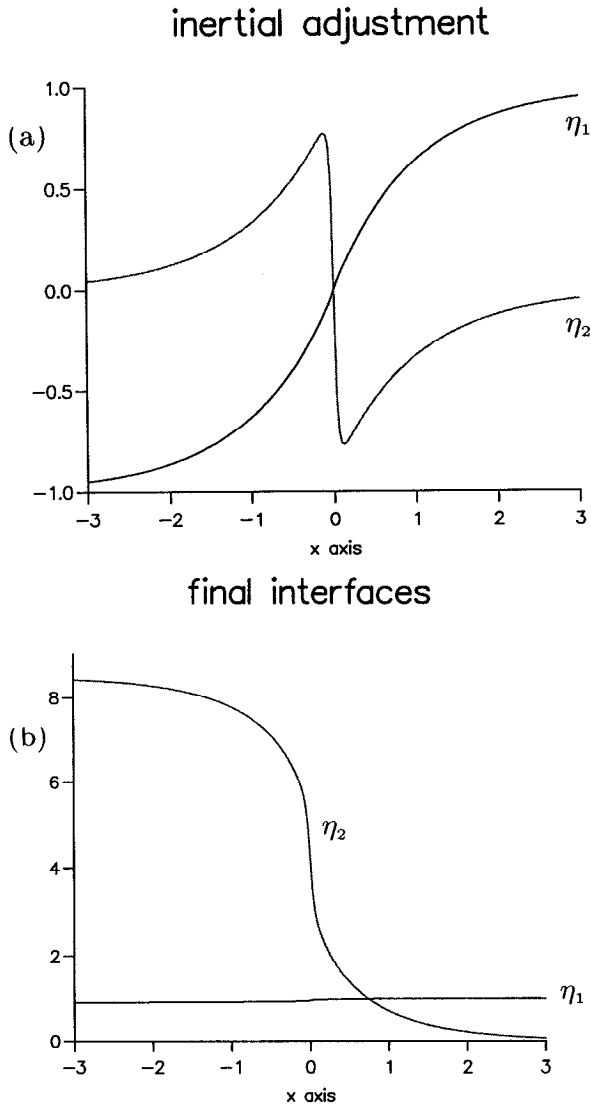 inertial adjustment
(a)
1.0
η₁
0.5
0.0
η₂
−0.5
−1.0
−3 −2 −1 0 1 2 3
x axis
final interfaces
8
(b)
6
η₂
4
2
η₁
0
−3 −2 −1 0 1 2 3
x axis